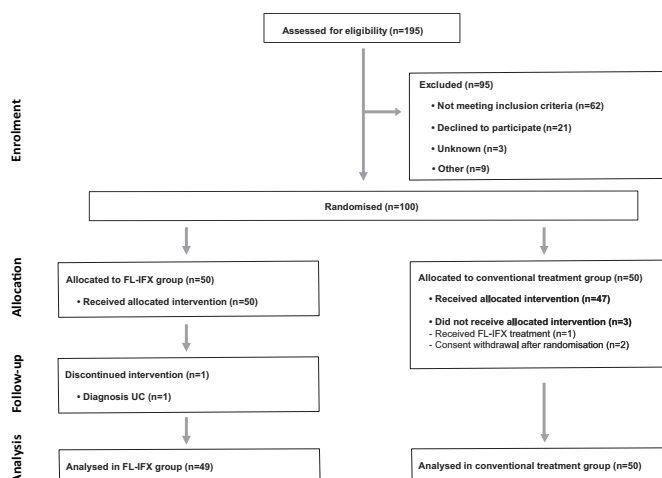 Assessed for eligibility (n=195)
Enrolment
Excluded (n=95)
• Not meeting inclusion criteria (n=62)
• Declined to participate (n=21)
• Unknown (n=3)
• Other (n=9)
Randomised (n=100)
Allocation
Allocated to FL-IFX group (n=50)
• Received allocated intervention (n=50)
Allocated to conventional treatment group (n=50)
• Received allocated intervention (n=47)
• Did not receive allocated intervention (n=3)
- Received FL-IFX treatment (n=1)
- Consent withdrawal after randomisation (n=2)
Follow-up
Discontinued intervention (n=1)
• Diagnosis UC (n=1)
Analysis
Analysed in FL-IFX group (n=49)
Analysed in conventional treatment group (n=50)